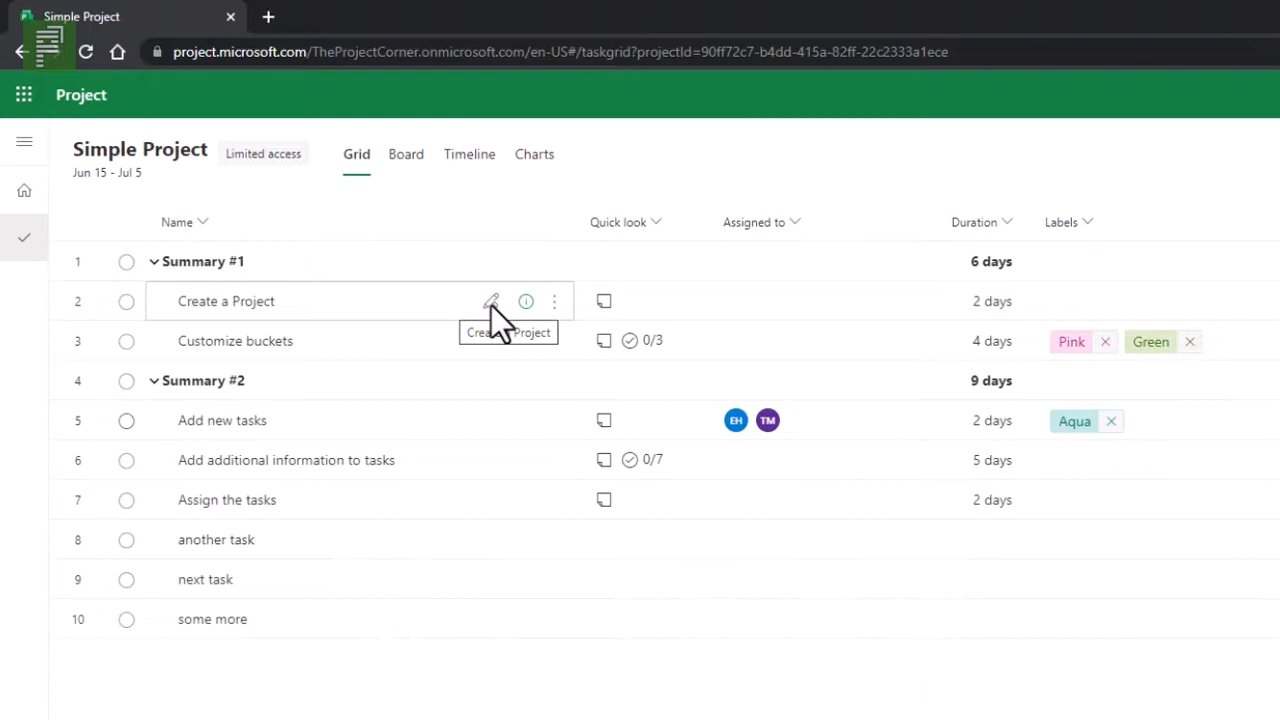 Simple Project
project.microsoft.com/TheProjectCorner.onmicrosoft.com/en-US#/taskgrid?projectId=90ff72c7-b4dd-415a-82ff-22c2333a1ece
Project
Simple Project Limited access Grid Board Timeline Charts
Jun 15 - Jul 5
Name Quick look Assigned to Duration Labels
1 Summary #1 6 days
2 Create a Project 2 days
Project
3 Customize buckets 0/3 4 days Pink Green
4 Summary #2 9 days
5 Add new tasks EH TM 2 days Aqua
6 Add additional information to tasks 0/7 5 days
7 Assign the tasks 2 days
8 another task
9 next task
10 some more